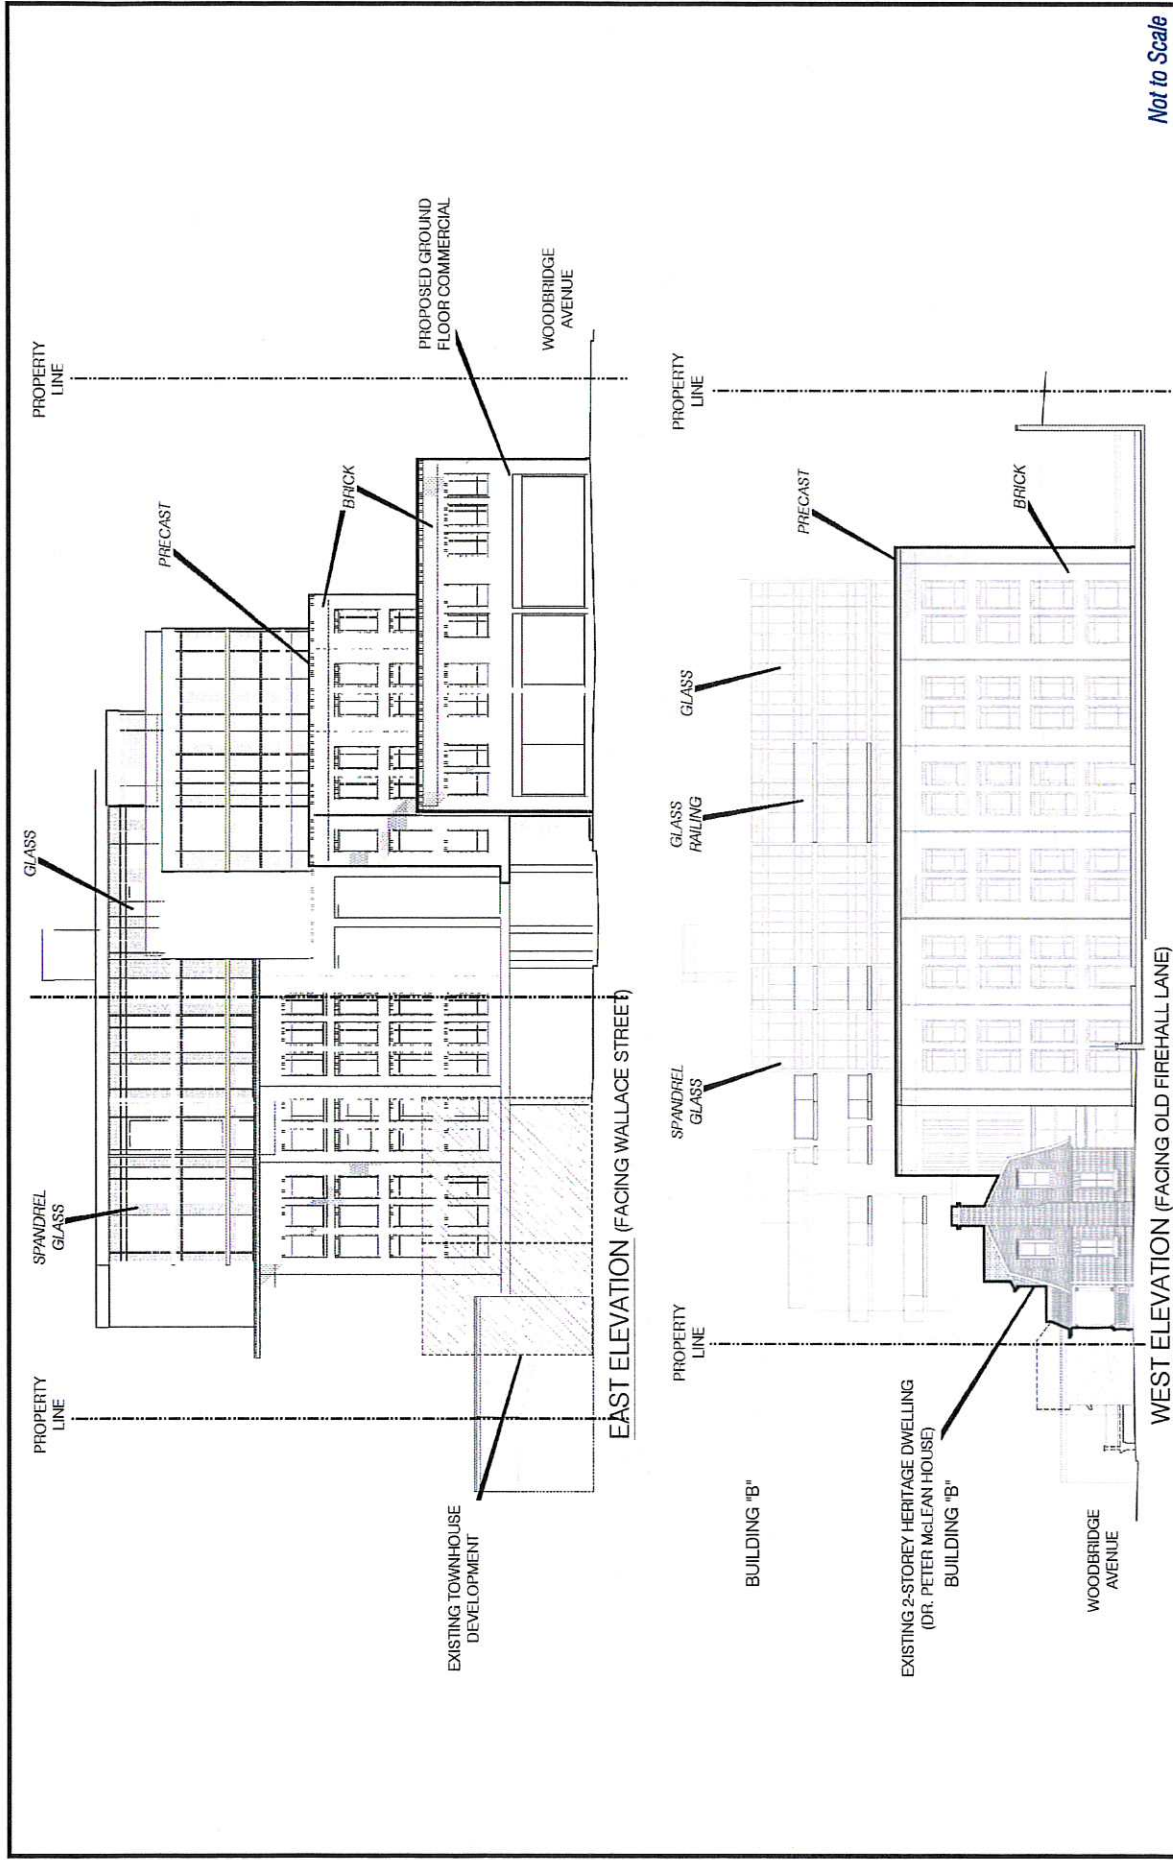 PROPERTY
LINE
SPANDREL
GLASS
GLASS
PRECAST
BRICK
PROPERTY
LINE
PROPOSED GROUND
FLOOR COMMERCIAL
WOODBRIDGE
AVENUE
EXISTING TOWNHOUSE
DEVELOPMENT
EAST ELEVATION (FACING WALLACE STREET)
BUILDING "B"
PROPERTY
LINE
SPANDREL
GLASS
GLASS
RAILING
GLASS
PRECAST
PROPERTY
LINE
BRICK
EXISTING 2-STOREY HERITAGE DWELLING
(DR. PETER McLEAN HOUSE)
BUILDING "B"
WOODBRIDGE
AVENUE
WEST ELEVATION (FACING OLD FIREHALL LANE)
Not to Scale